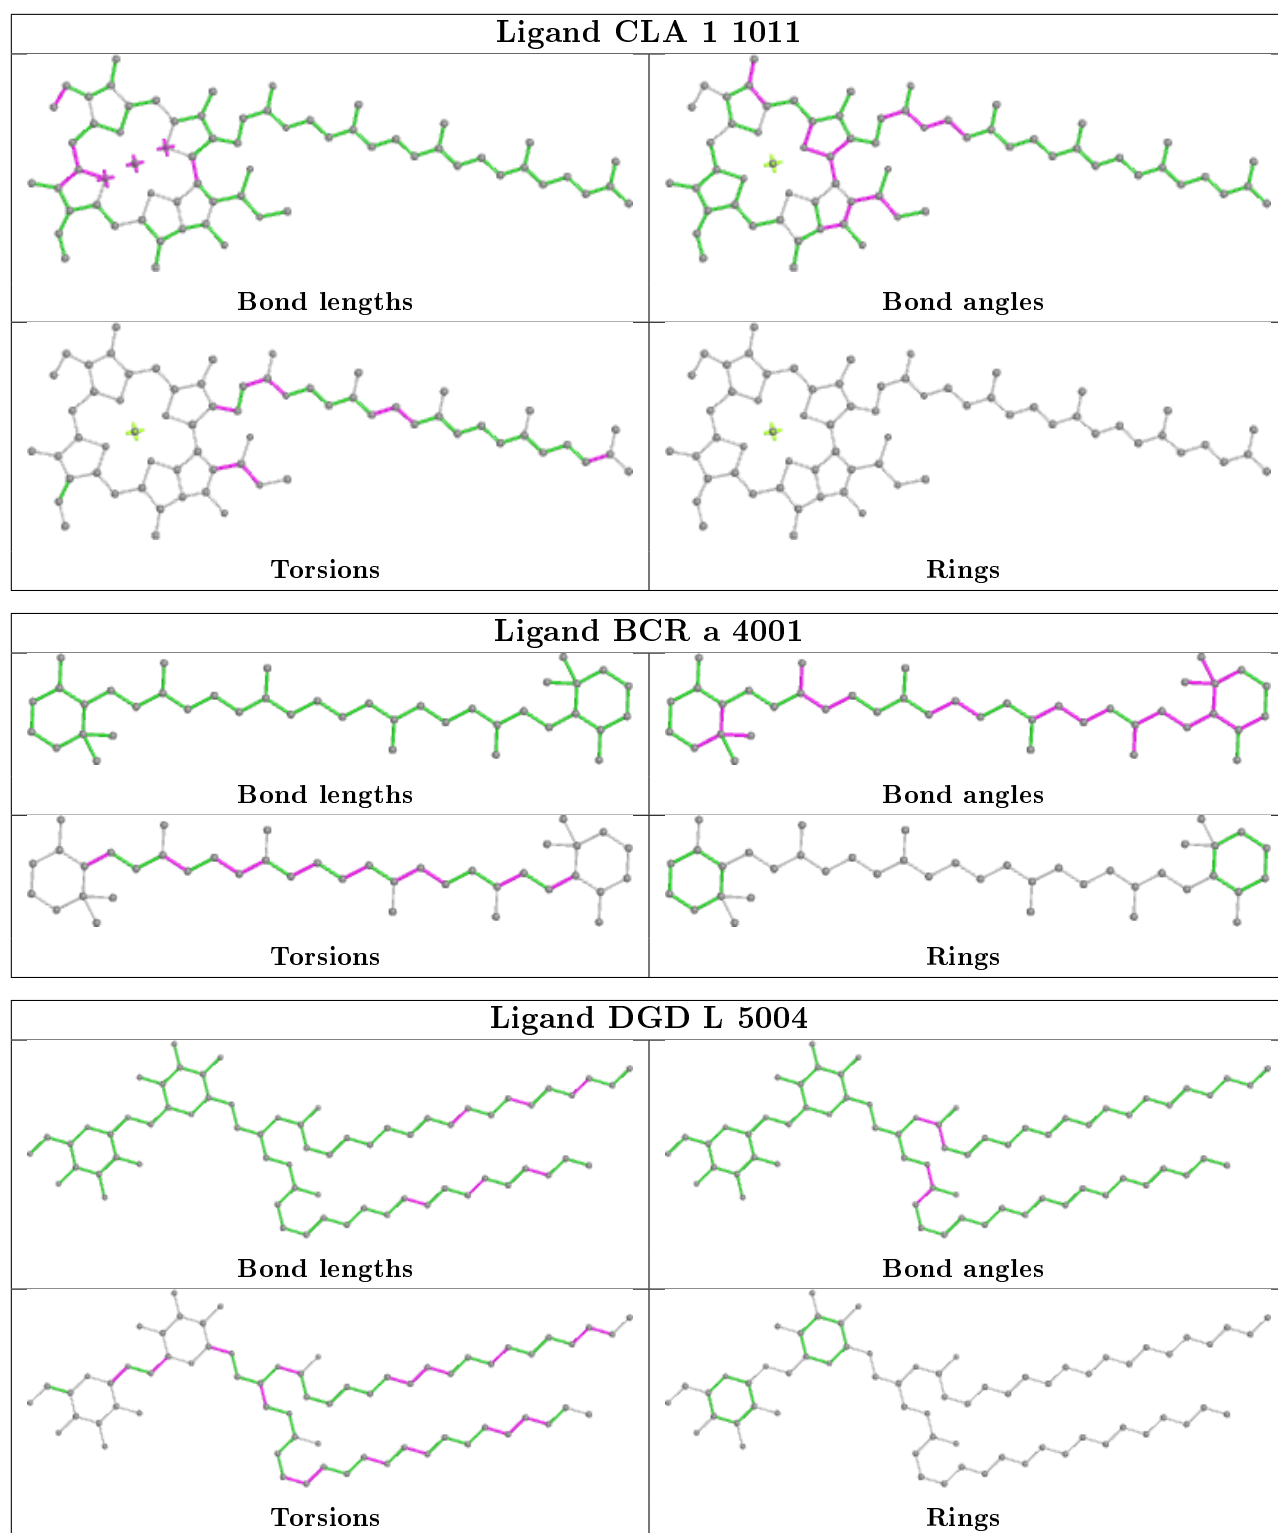 Ligand CLA 1 1011
Bond lengths
Bond angles
Torsions
Rings
Ligand BCR a 4001
Bond lengths
Bond angles
Torsions
Rings
Ligand DGD L 5004
Bond lengths
Bond angles
Torsions
Rings